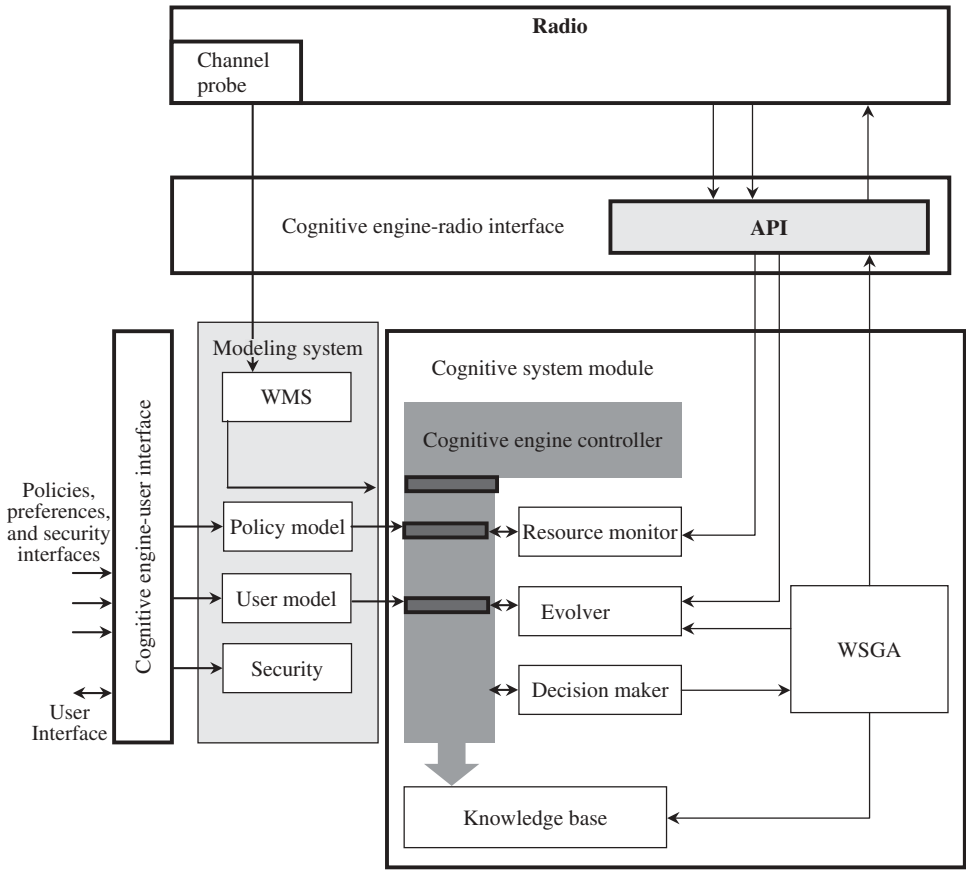 Radio
Channel
probe
Cognitive engine-radio interface
API
Modeling system
WMS
Policy model
User model
Security
Cognitive engine-user interface
Policies,
preferences,
and security
interfaces
User
Interface
Cognitive system module
Cognitive engine controller
Resource monitor
Evolver
Decision maker
WSGA
Knowledge base